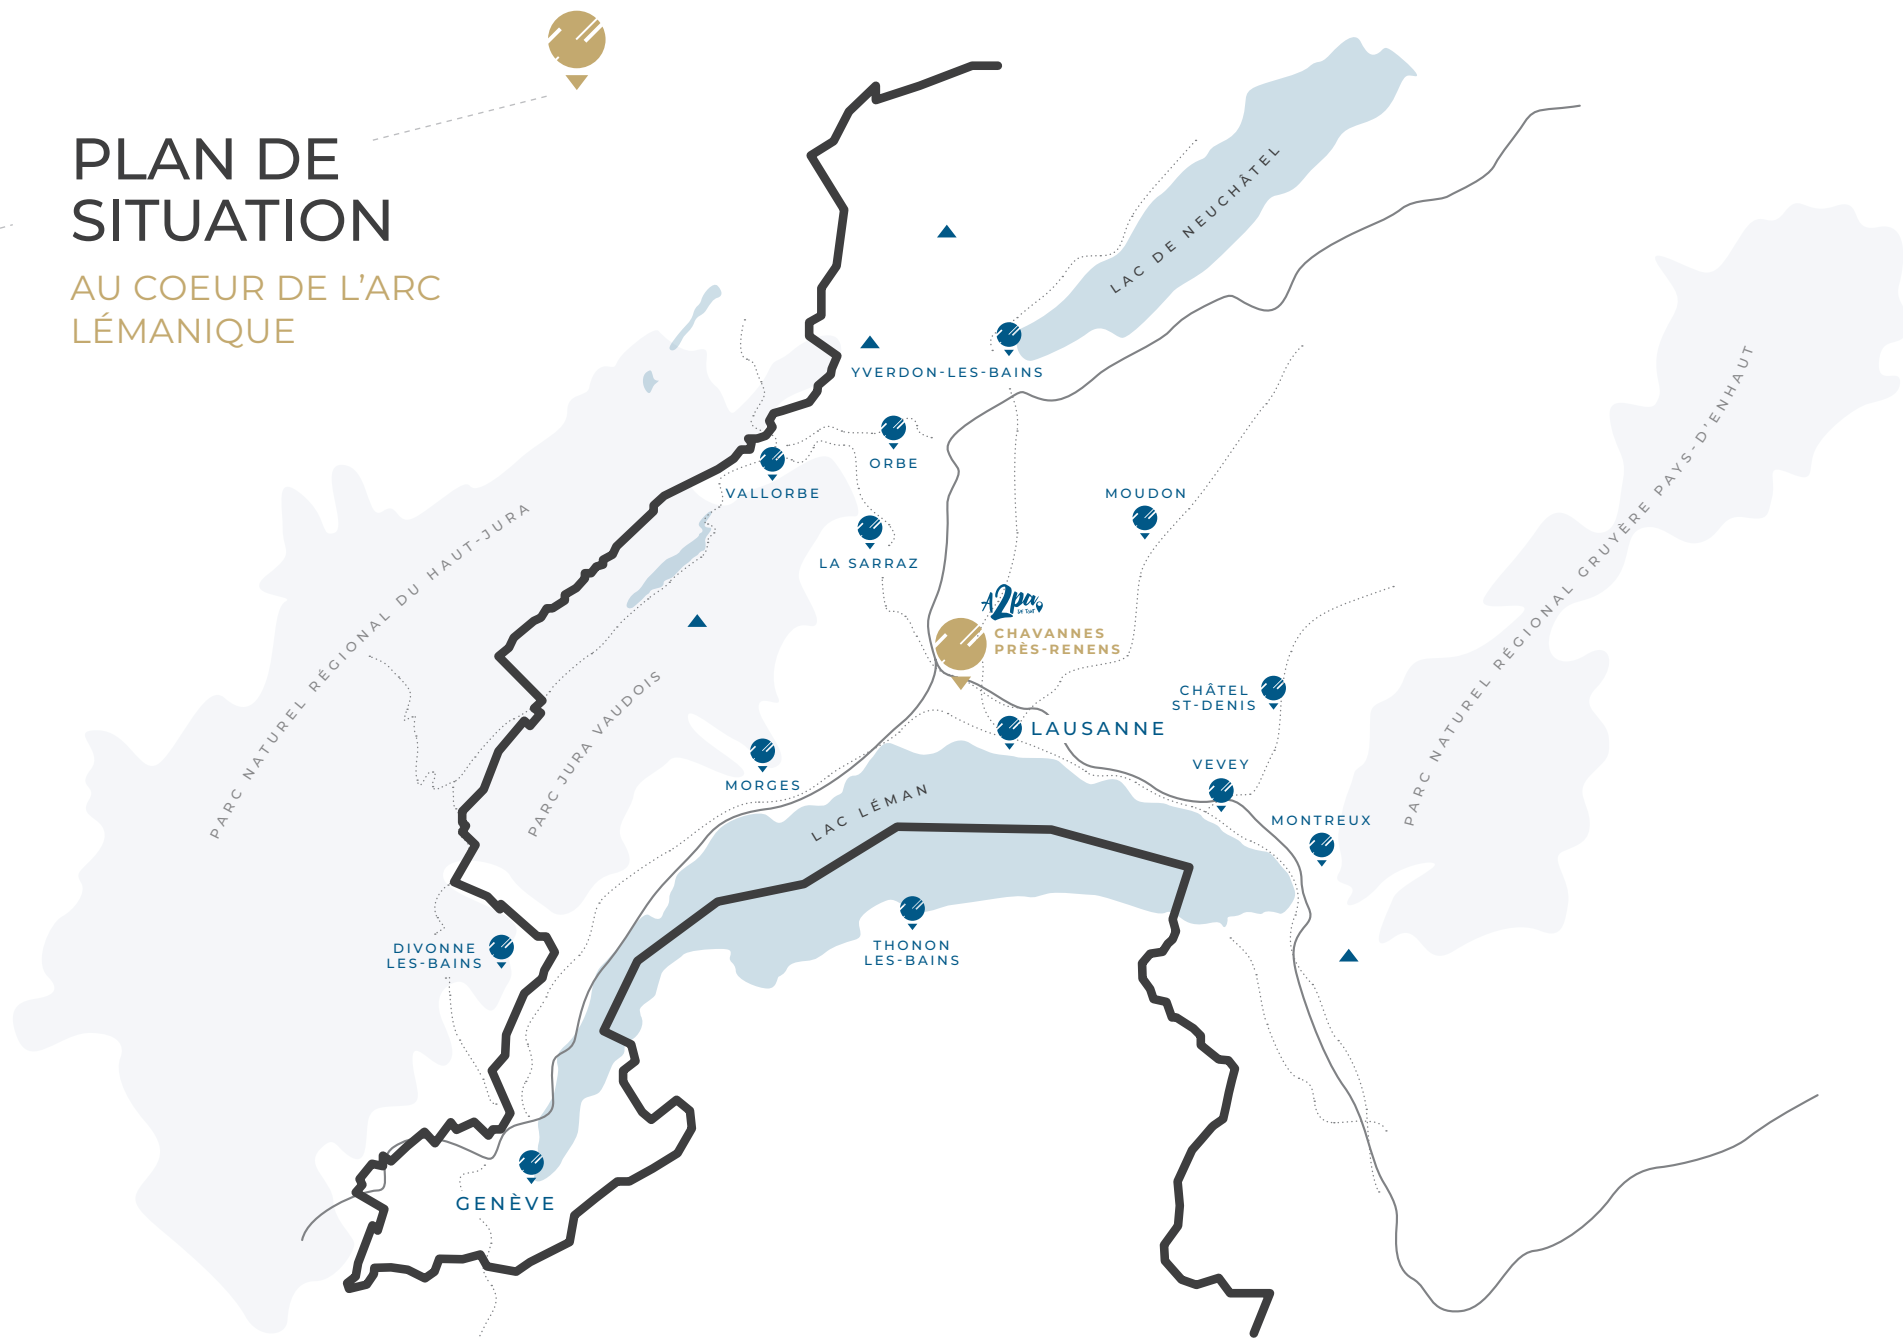 PLAN DE
SITUATION
AU COEUR DE L'ARC
LÉMANIQUE
LAC DE NEUCHÂTEL
YVERDON-LES-BAINS
ORBE
VALLORBE
MOUDON
LA SARRAZ
PARC NATUREL RÉGIONAL DU HAUT-JURA
PARC NATUREL RÉGIONAL GRUYÈRE PAYS-D'ENHAUT
A2pa
de tout
CHAVANNES
PRÈS-RENENS
PARC JURA VAUDOIS
CHÂTEL
ST-DENIS
LAUSANNE
VEVEY
MORGES
LAC LÉMAN
MONTREUX
DIVONNE
LES-BAINS
THONON
LES-BAINS
GENÈVE